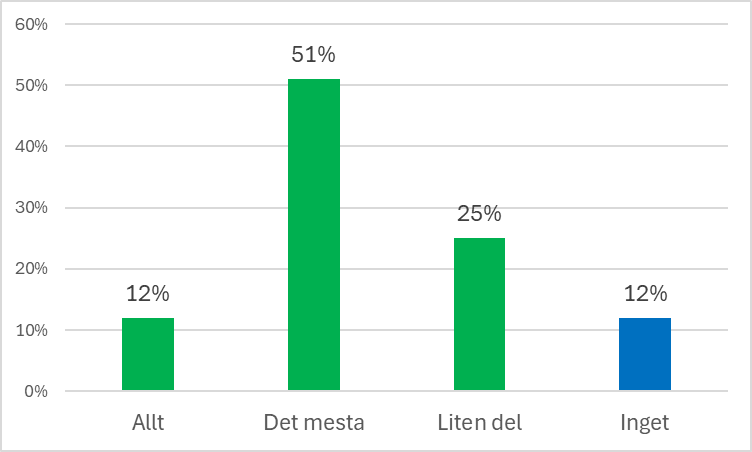 60%
51%
50%
40%
30%
25%
20%
12%
12%
10%
0%
Allt
Det mesta
Liten del
Inget